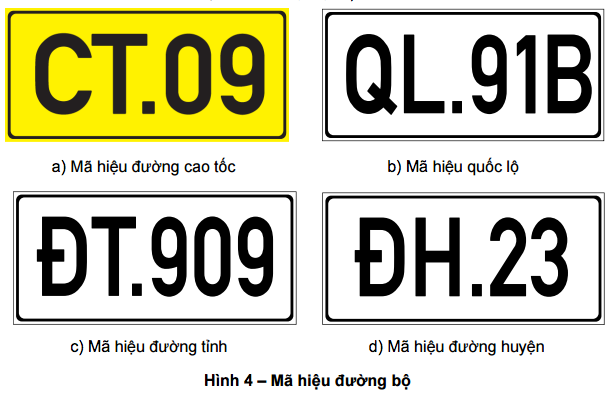 CT.09
QL.91B
a) Mã hiệu đường cao tốc
b) Mã hiệu quốc lộ
ĐT.909
ĐH.23
c) Mã hiệu đường tỉnh
d) Mã hiệu đường huyện
Hình 4 – Mã hiệu đường bộ